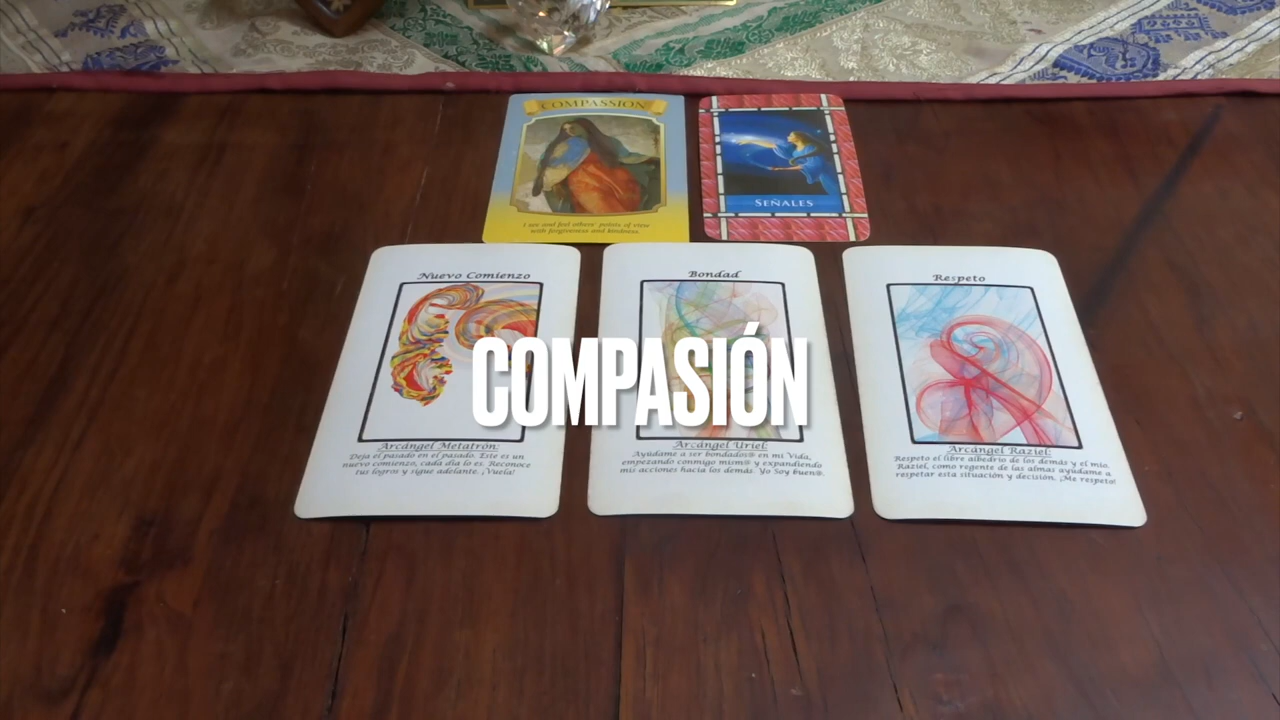 COMPASSION
I see and feel others' points of view
with forgiveness and kindness.
SEÑALES
Nuevo Comienzo
Arcángel Metatrón:
Deja el pasado en el pasado. Este es un
nuevo comienzo, cada día lo es. Reconoce
tus logros y sigue adelante. ¡Vuela!
Bondad
Arcángel Uriel:
Ayúdame a ser bondados@ en mi Vida,
empezando conmigo mism@ y expandiendo
mis acciones hacia los demás. Yo Soy buen@.
Respeto
Arcángel Raziel:
Respeto el libre albedrío de los demás y el mío.
Raziel, como regente de las almas ayúdame a
respetar esta situación y decisión. ¡Me respeto!
COMPASIÓN